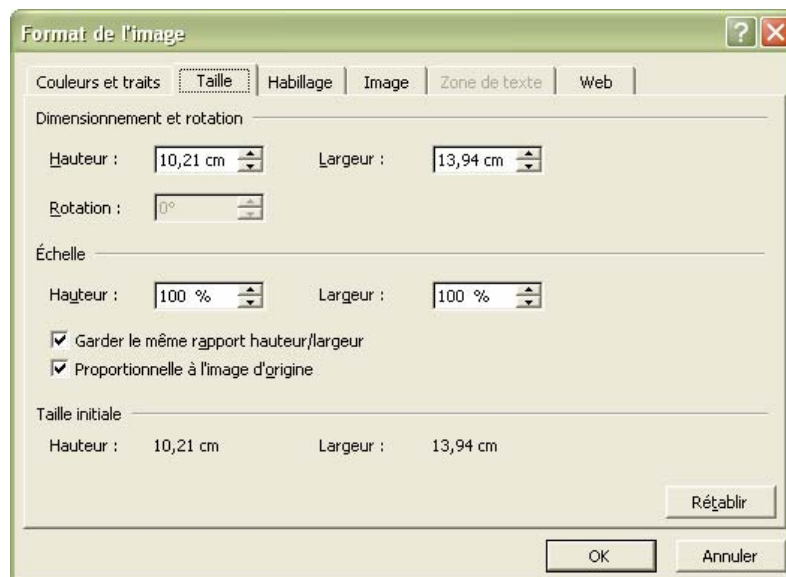 Format de l'image
Couleurs et traits Taille Habillage Image Zone de texte Web
Dimensionnement et rotation
Hauteur : 10,21 cm Largeur : 13,94 cm
Rotation : 0°
Échelle
Hauteur : 100 % Largeur : 100 %
Garder le même rapport hauteur/largeur
Proportionnelle à l'image d'origine
Taille initiale
Hauteur : 10,21 cm Largeur : 13,94 cm
Rétablir
OK Annuler